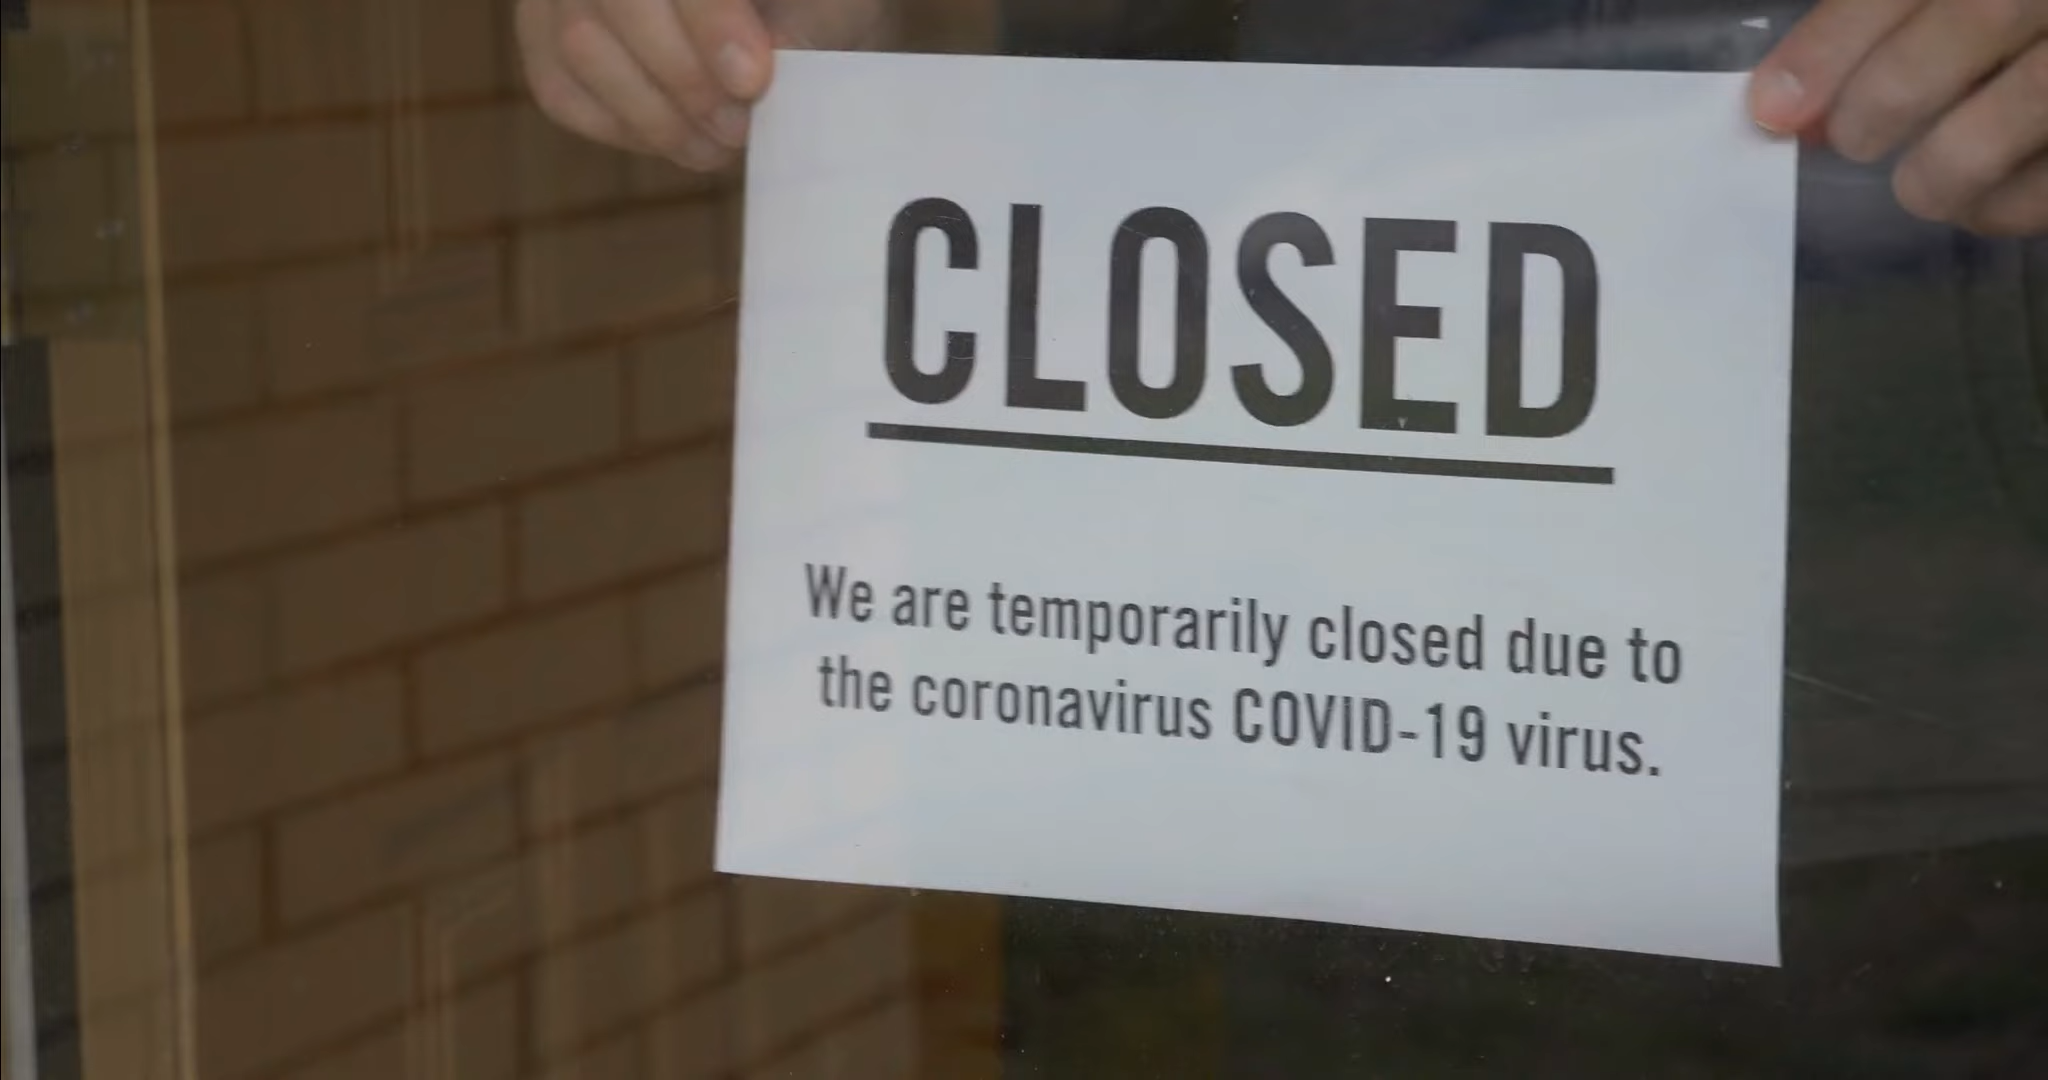 CLOSED
We are temporarily closed due to
the coronavirus COVID-19 virus.